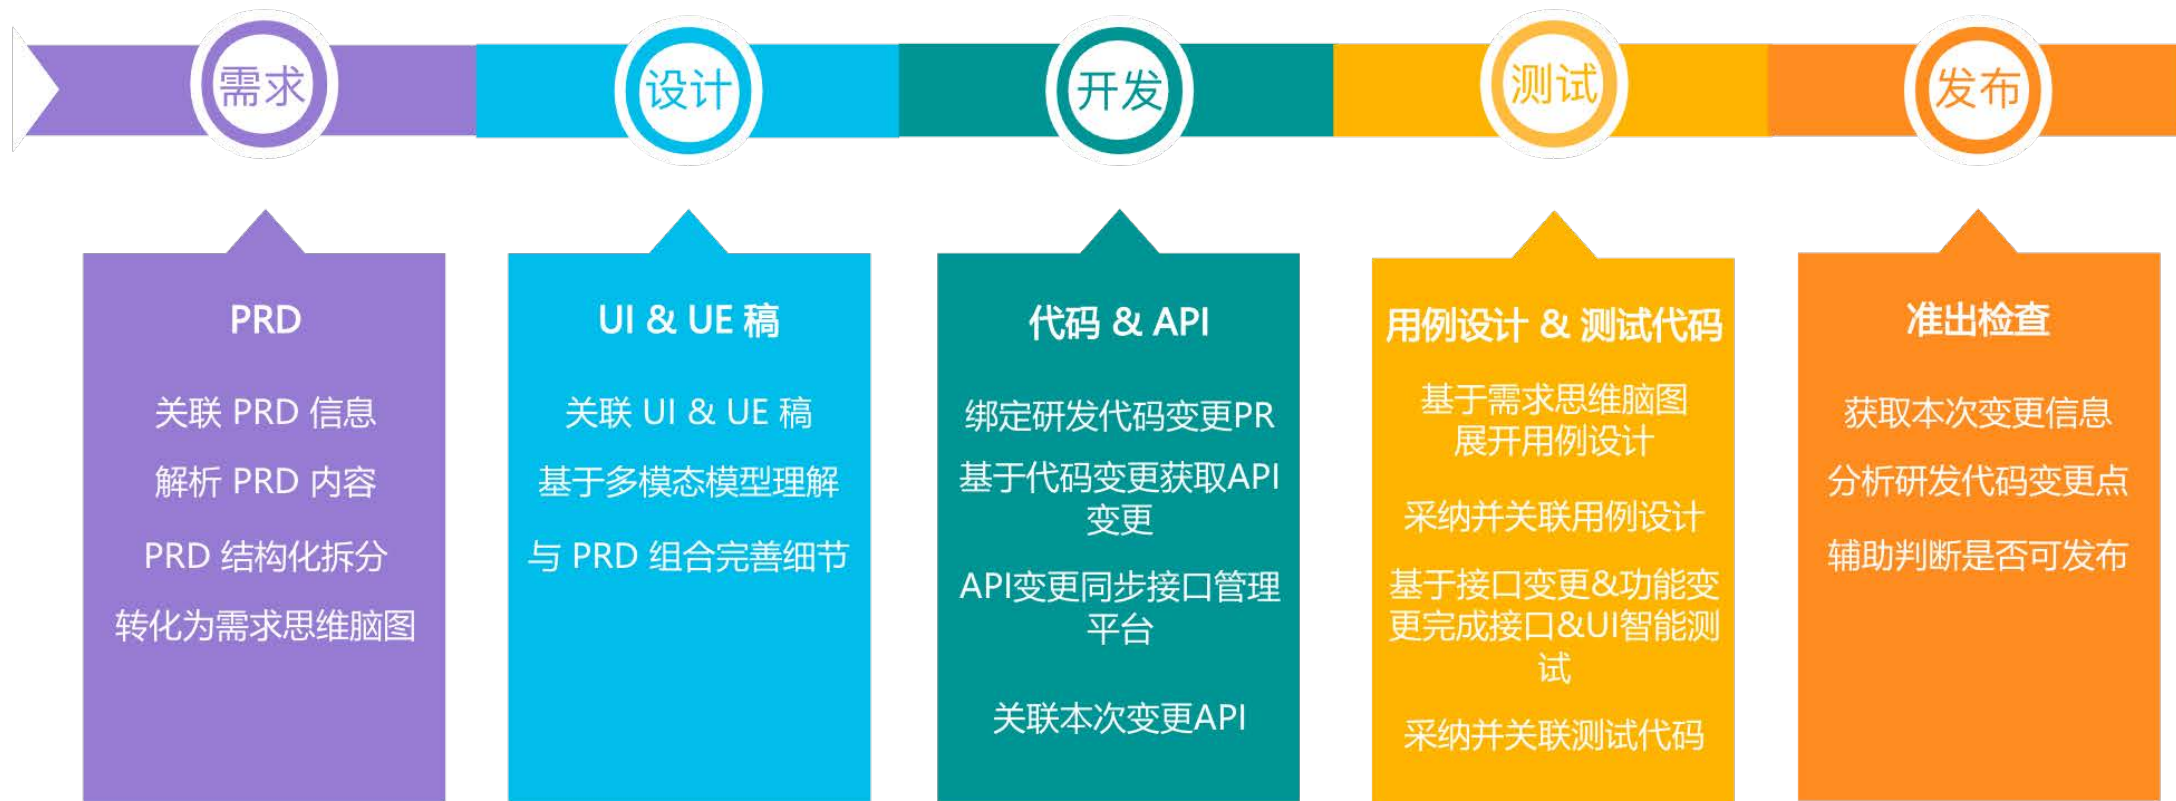 需求
设计
开发
测试
发布
PRD
关联 PRD 信息
解析 PRD 内容
PRD 结构化拆分
转化为需求思维脑图
UI & UE 稿
关联 UI & UE 稿
基于多模态模型理解
与 PRD 组合完善细节
代码 & API
绑定研发代码变更PR
基于代码变更获取API
变更
API变更同步接口管理
平台
关联本次变更API
用例设计 & 测试代码
基于需求思维脑图
展开用例设计
采纳并关联用例设计
基于接口变更&功能变
更完成接口&UI智能测
试
采纳并关联测试代码
准出检查
获取本次变更信息
分析研发代码变更点
辅助判断是否可发布